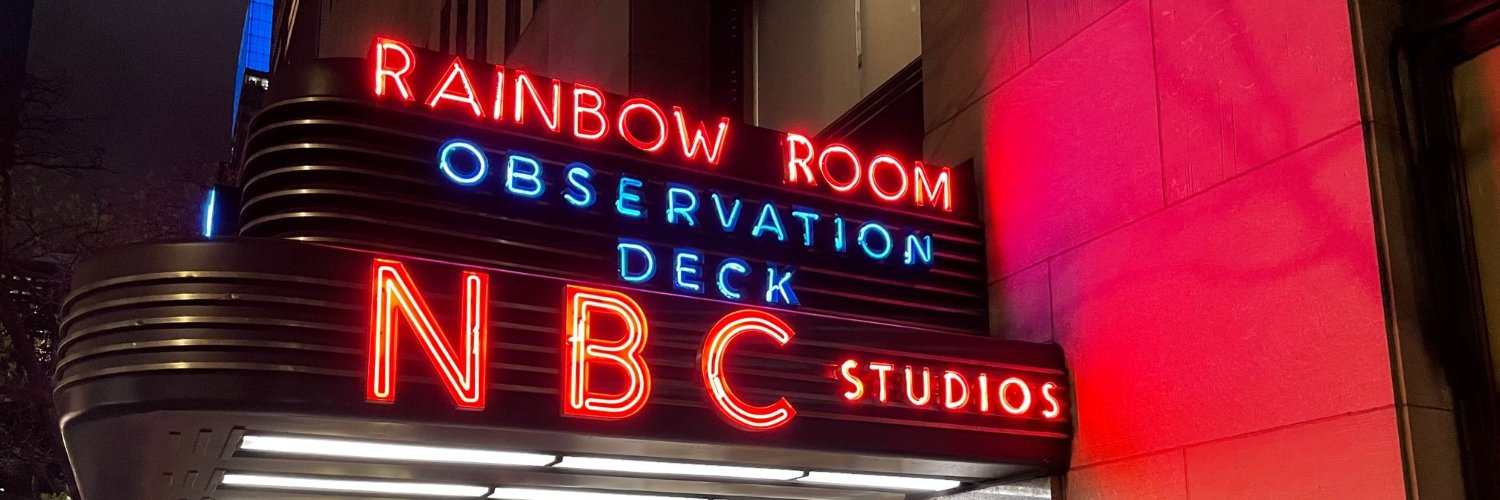 RAINBOW ROOM
OBSERVATION
DECK
NBC STUDIOS